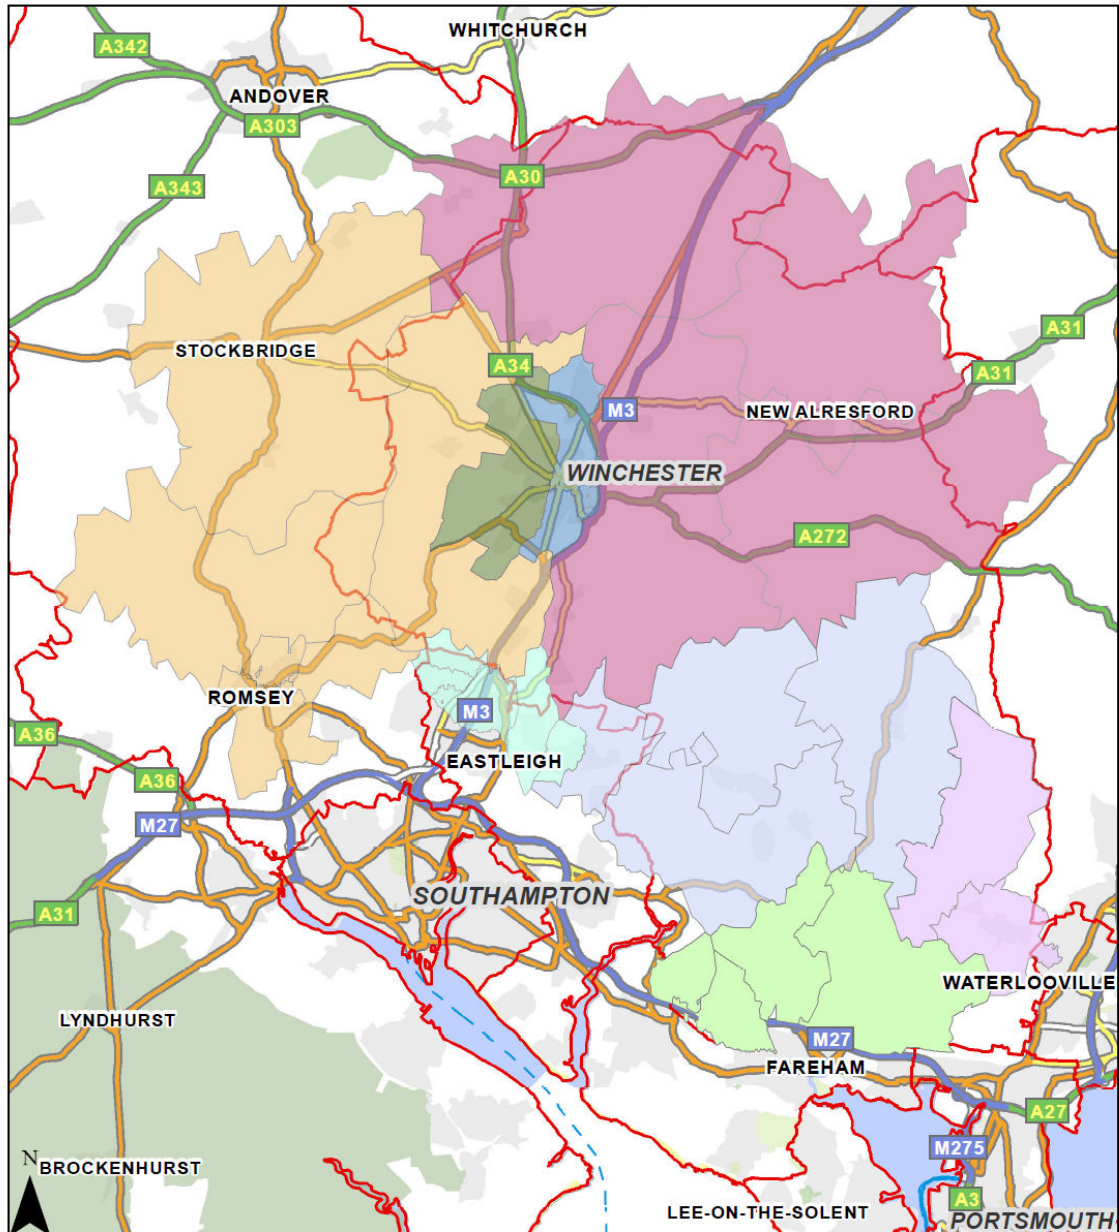 WHITCHURCH
A342
ANDOVER
A303
A30
A343
A31
STOCKBRIDGE
A34
A31
M3
NEW ALRESFORD
WINCHESTER
A272
ROMSEY
M3
A36
EASTLEIGH
A36
M27
SOUTHAMPTON
A31
WATERLOOVILLE
LYNDHURST
M27
FAREHAM
A27
M275
N
BROCKENHURST
A3
LEE-ON-THE-SOLENT
PORTSMOUTH